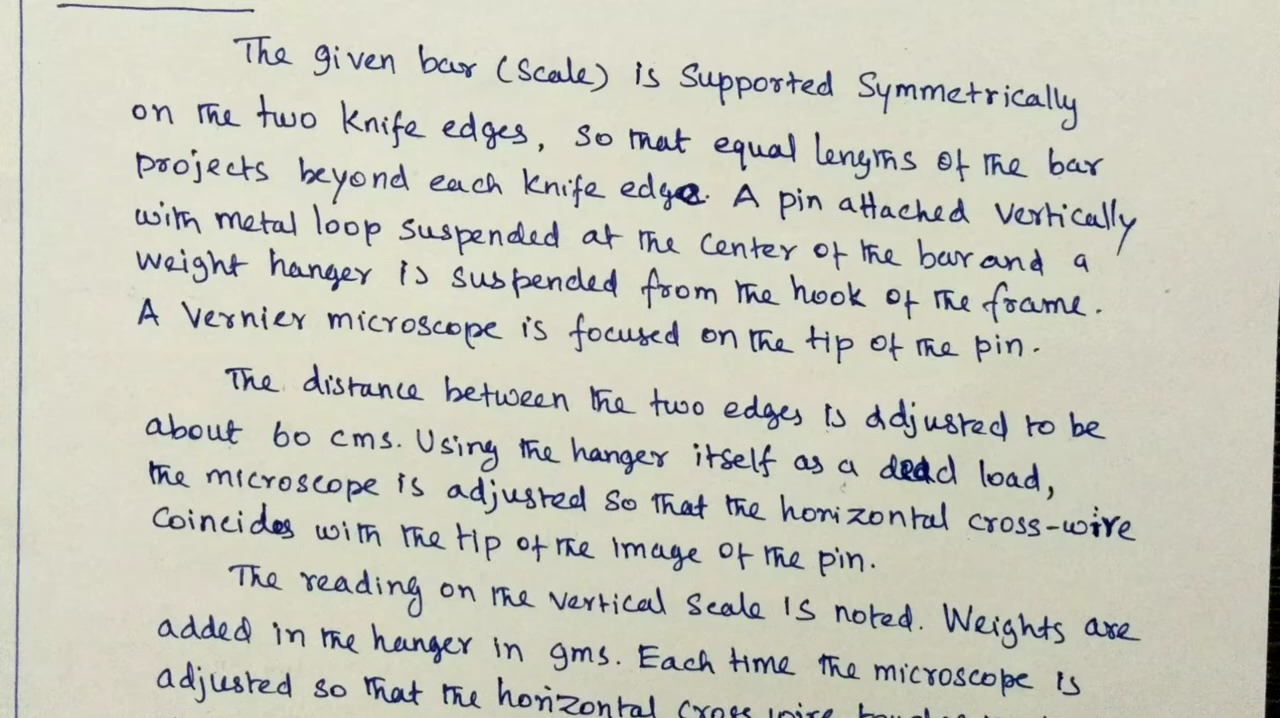 The given bar (scale) is Supported Symmetrically
on the two knife edges, so that equal lengths of the bar
projects beyond each knife edge. A pin attached vertically
with metal loop suspended at the center of the bar and a
weight hanger is suspended from the hook of the frame.
A Vernier microscope is focused on the tip of the pin.
The distance between the two edges is adjusted to be
about 60 cms. Using the hanger itself as a dead load,
the microscope is adjusted so that the horizontal cross-wire
Coincides with the tip of the image of the pin.
The reading on the vertical scale is noted. Weights are
added in the hanger in gms. Each time the microscope is
adjusted so that the horizontal cross wire